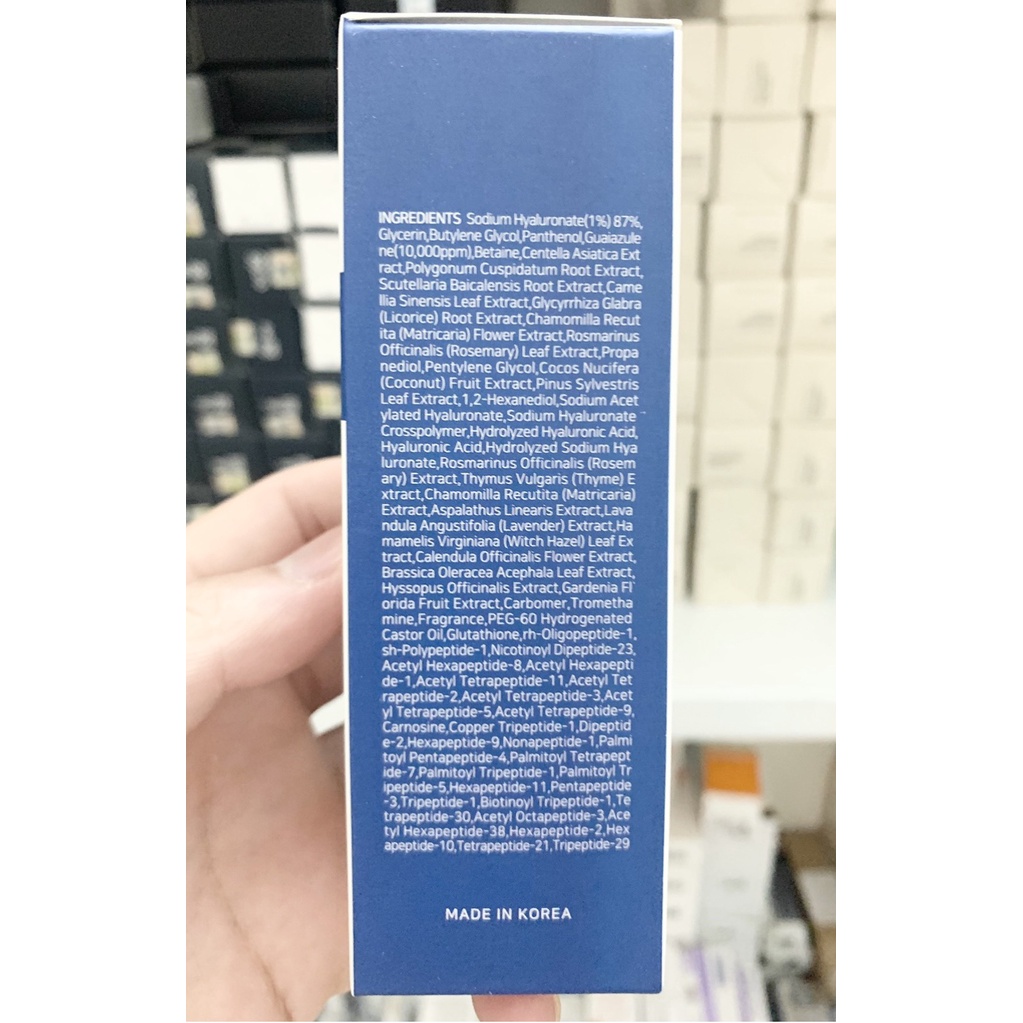 INGREDIENTS Sodium Hyaluronate(1%) 87%,
Glycerin,Butylene Glycol,Panthenol,Guaiazule
ne(10,000ppm),Betaine,Centella Asiatica Ext
ract,Polygonum Cuspidatum Root Extract,
Scutellaria Baicalensis Root Extract,Came
llia Sinensis Leaf Extract,Glycyrrhiza Glabra
(Licorice) Root Extract,Chamomilla Recut
ita (Matricaria) Flower Extract,Rosmarinus
Officinalis (Rosemary) Leaf Extract,Propa
nediol,Pentylene Glycol,Cocos Nucifera
(Coconut) Fruit Extract,Pinus Sylvestris
Leaf Extract,1,2-Hexanediol,Sodium Acet
ylated Hyaluronate,Sodium Hyaluronate
Crosspolymer,Hydrolyzed Hyaluronic Acid,
Hyaluronic Acid,Hydrolyzed Sodium Hya
luronate,Rosmarinus Officinalis (Rosem
ary) Extract,Thymus Vulgaris (Thyme) E
xtract,Chamomilla Recutita (Matricaria)
Extract,Aspalathus Linearis Extract,Lava
ndula Angustifolia (Lavender) Extract,Ha
mamelis Virginiana (Witch Hazel) Leaf Ex
tract,Calendula Officinalis Flower Extract,
Brassica Oleracea Acephala Leaf Extract,
Hyssopus Officinalis Extract,Gardenia Fl
orida Fruit Extract,Carbomer,Trometha
mine,Fragrance,PEG-60 Hydrogenated
Castor Oil,Glutathione,rh-Oligopeptide-1,
sh-Polypeptide-1,Nicotinoyl Dipeptide-23,
Acetyl Hexapeptide-8,Acetyl Hexapepti
de-1,Acetyl Tetrapeptide-11,Acetyl Tet
rapeptide-2,Acetyl Tetrapeptide-3,Acet
yl Tetrapeptide-5,Acetyl Tetrapeptide-9,
Carnosine,Copper Tripeptide-1,Dipeptid
e-2,Hexapeptide-9,Nonapeptide-1,Palmi
toyl Pentapeptide-4,Palmitoyl Tetrapept
ide-7,Palmitoyl Tripeptide-1,Palmitoyl Tr
ipeptide-5,Hexapeptide-11,Pentapeptide
-3,Tripeptide-1,Biotinoyl Tripeptide-1,Te
trapeptide-30,Acetyl Octapeptide-3,Ace
tyl Hexapeptide-38,Hexapeptide-2,Hex
apeptide-10,Tetrapeptide-21,Tripeptide-29
MADE IN KOREA